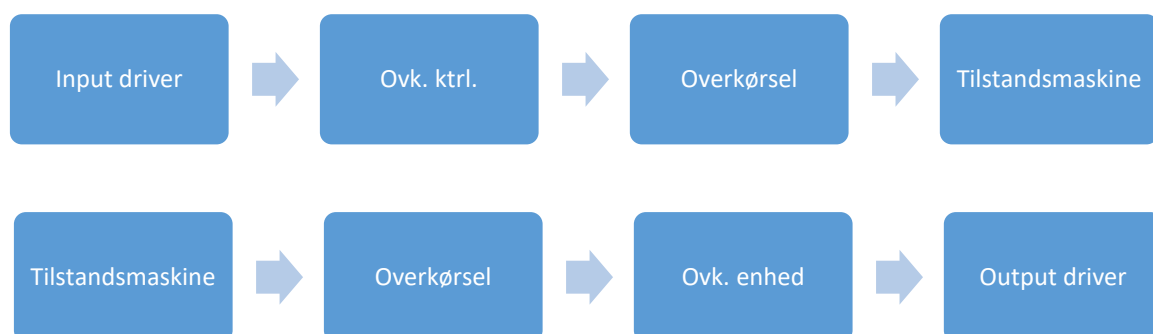 Input driver
Ovk. ktrl.
Overkørsel
Tilstandsmaskine
Tilstandsmaskine
Overkørsel
Ovk. enhed
Output driver